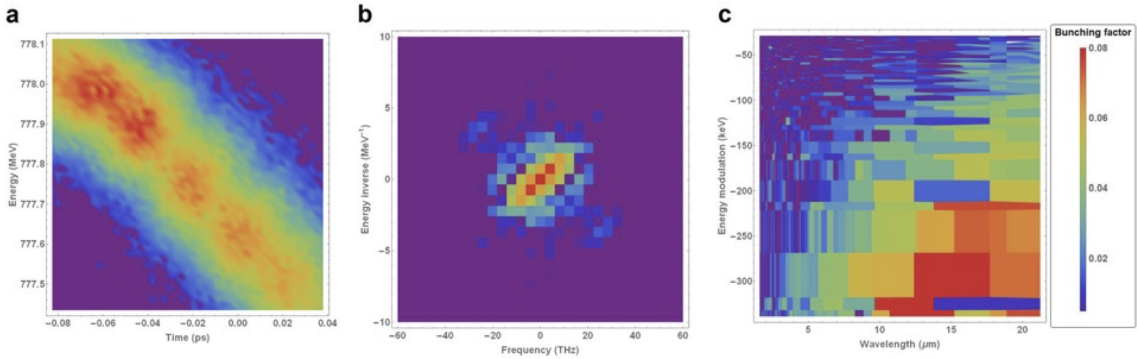 a
778.1
778.0
777.9
777.8
777.7
777.6
777.5
Energy (MeV)
−0.08 −0.06 −0.04 −0.02 0.00 0.02 0.04
Time (ps)
b
10
5
0
−5
−10
Energy inverse (MeV⁻¹)
−60 −40 −20 0 20 40 60
Frequency (THz)
c
−50
−100
−150
−200
−250
−300
Energy modulation (keV)
5 10 15 20
Wavelength (μm)
Bunching factor
0.08
0.06
0.04
0.02